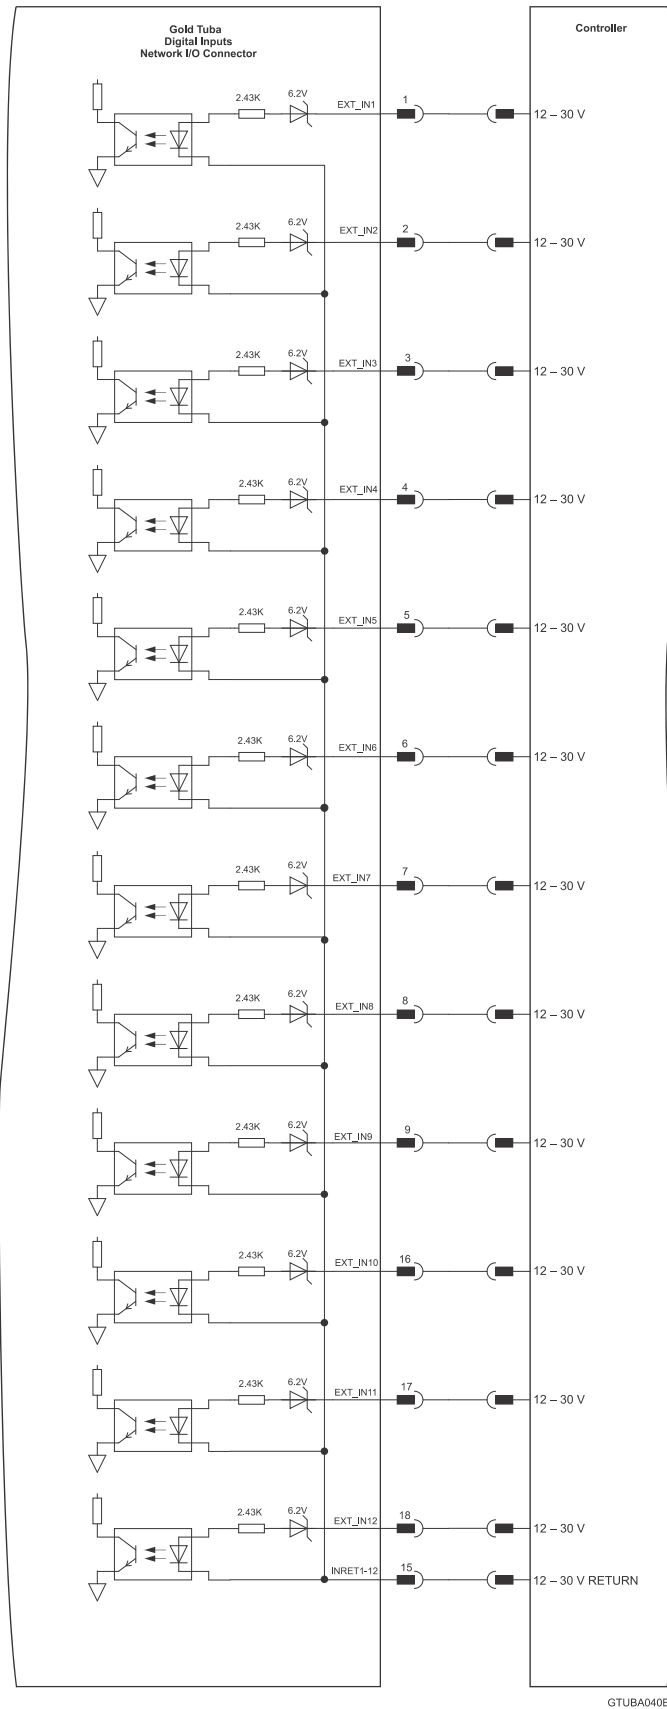 Gold Tuba
Digital Inputs
Network I/O Connector
Controller
2.43K 6.2V EXT_IN1 1 12 – 30 V
2.43K 6.2V EXT_IN2 2 12 – 30 V
2.43K 6.2V EXT_IN3 3 12 – 30 V
2.43K 6.2V EXT_IN4 4 12 – 30 V
2.43K 6.2V EXT_IN5 5 12 – 30 V
2.43K 6.2V EXT_IN6 6 12 – 30 V
2.43K 6.2V EXT_IN7 7 12 – 30 V
2.43K 6.2V EXT_IN8 8 12 – 30 V
2.43K 6.2V EXT_IN9 9 12 – 30 V
2.43K 6.2V EXT_IN10 16 12 – 30 V
2.43K 6.2V EXT_IN11 17 12 – 30 V
2.43K 6.2V EXT_IN12 18 12 – 30 V
INRET1-12 15 12 – 30 V RETURN